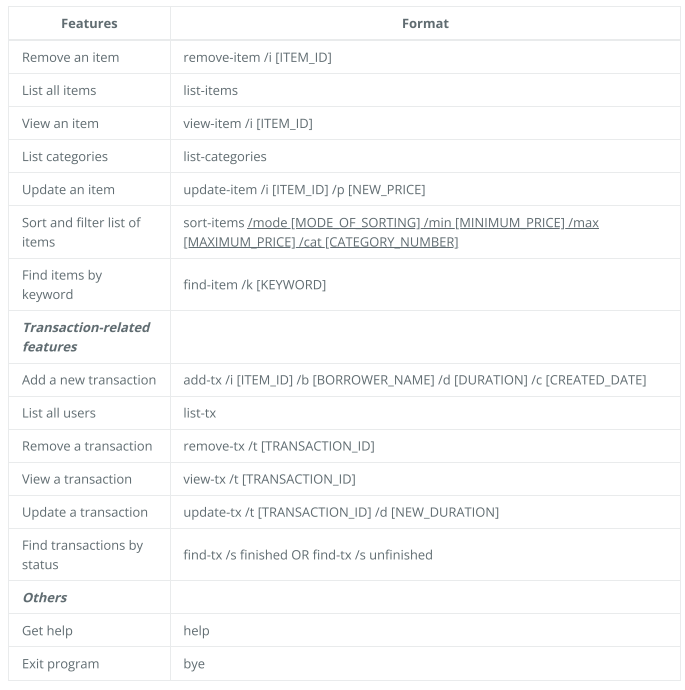 Features Format
Remove an item remove-item /i [ITEM_ID]
List all items list-items
View an item view-item /i [ITEM_ID]
List categories list-categories
Update an item update-item /i [ITEM_ID] /p [NEW_PRICE]
Sort and filter list of items sort-items /mode [MODE_OF_SORTING] /min [MINIMUM_PRICE] /max [MAXIMUM_PRICE] /cat [CATEGORY_NUMBER]
Find items by keyword find-item /k [KEYWORD]
Transaction-related features
Add a new transaction add-tx /i [ITEM_ID] /b [BORROWER_NAME] /d [DURATION] /c [CREATED_DATE]
List all users list-tx
Remove a transaction remove-tx /t [TRANSACTION_ID]
View a transaction view-tx /t [TRANSACTION_ID]
Update a transaction update-tx /t [TRANSACTION_ID] /d [NEW_DURATION]
Find transactions by status find-tx /s finished OR find-tx /s unfinished
Others
Get help help
Exit program bye